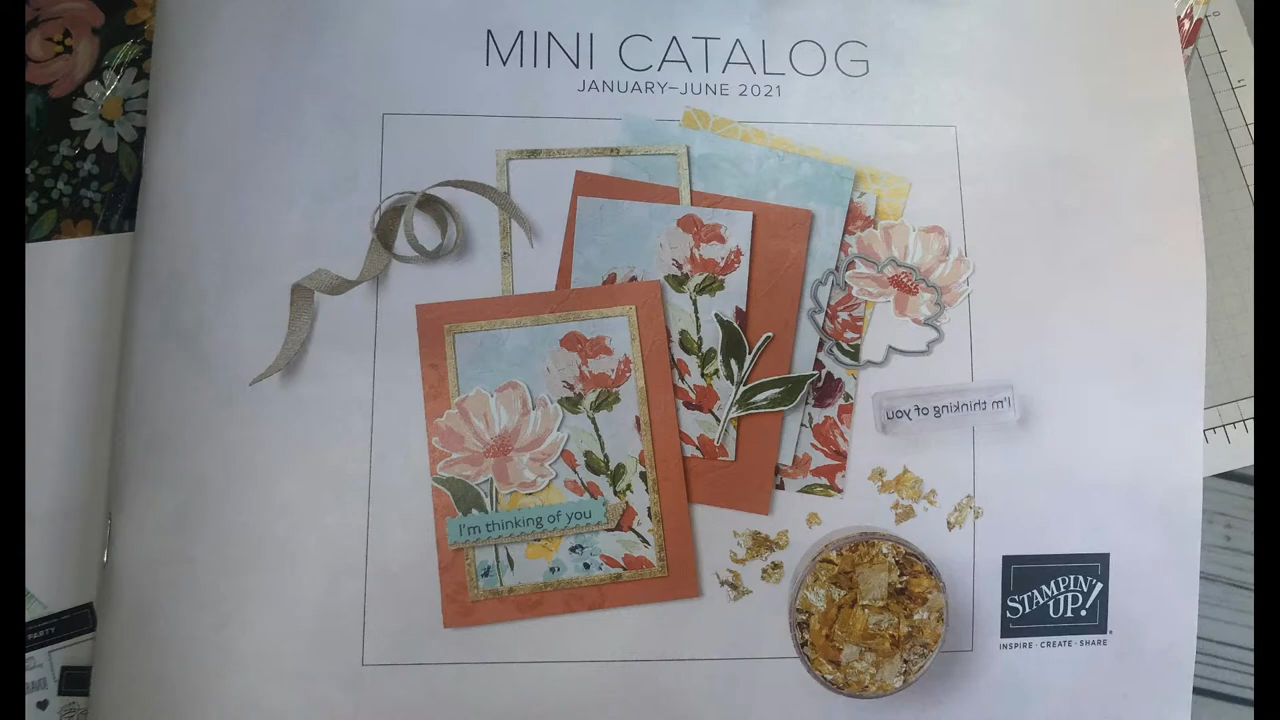 MINI CATALOG
JANUARY–JUNE 2021
I'm thinking of you
I'm thinking of you
STAMPIN' UP!®
INSPIRE · CREATE · SHARE
PARTY